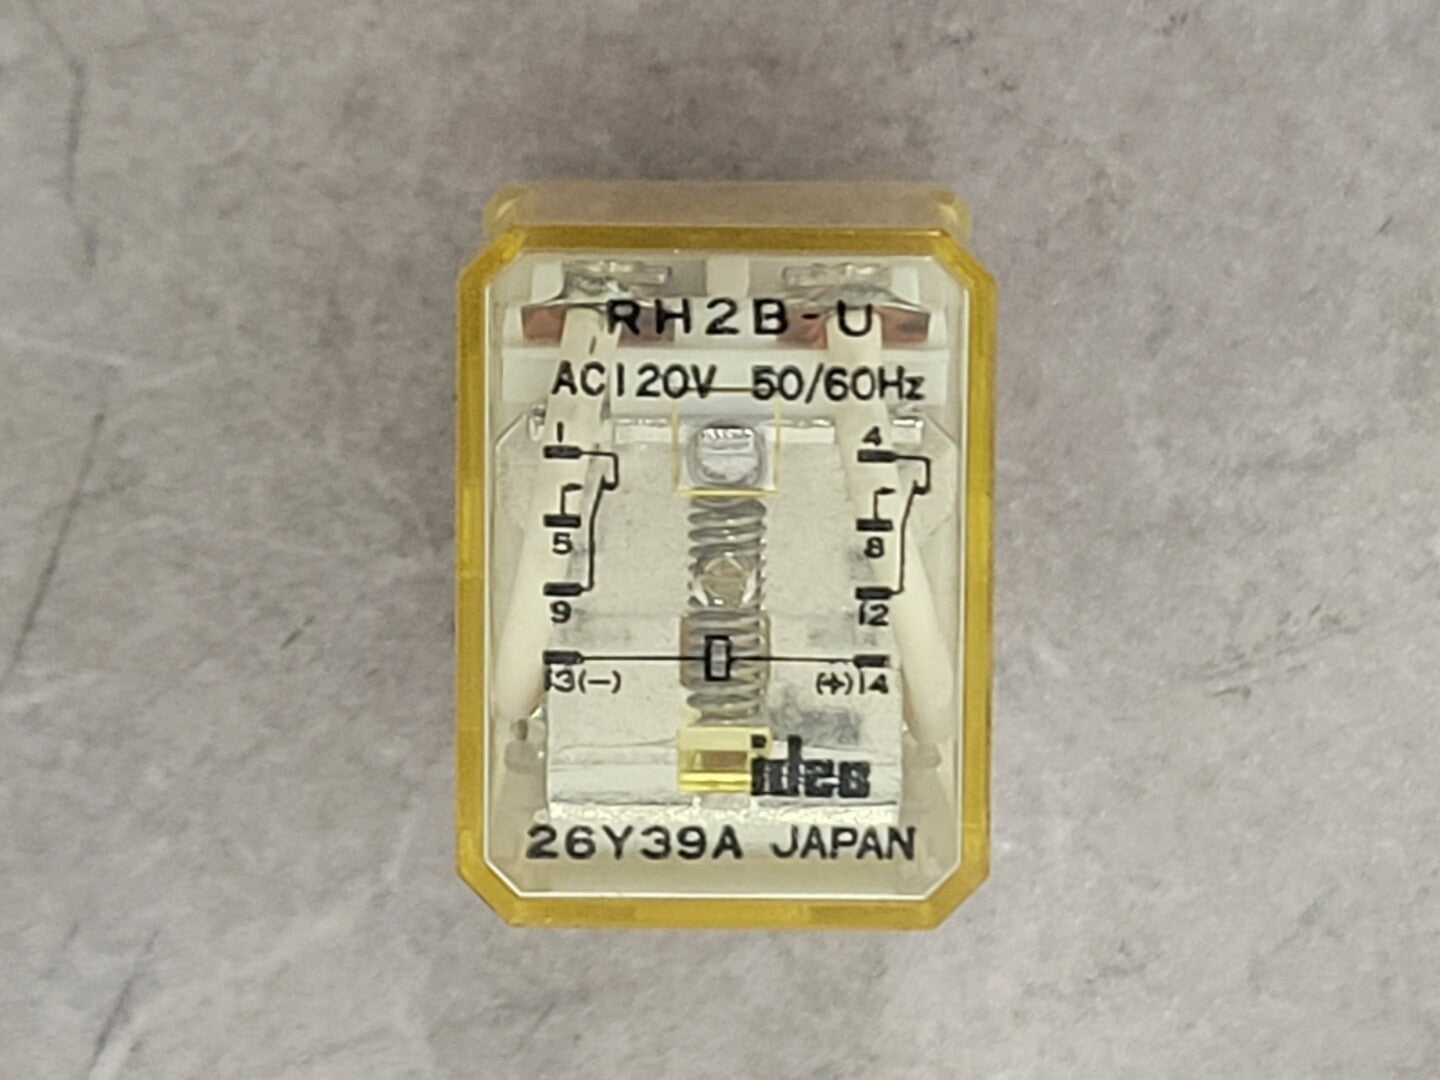 RH2B-U
AC120V 50/60Hz
1 4
5 8
9 12
13(-) (+)14
idec
26Y39A JAPAN